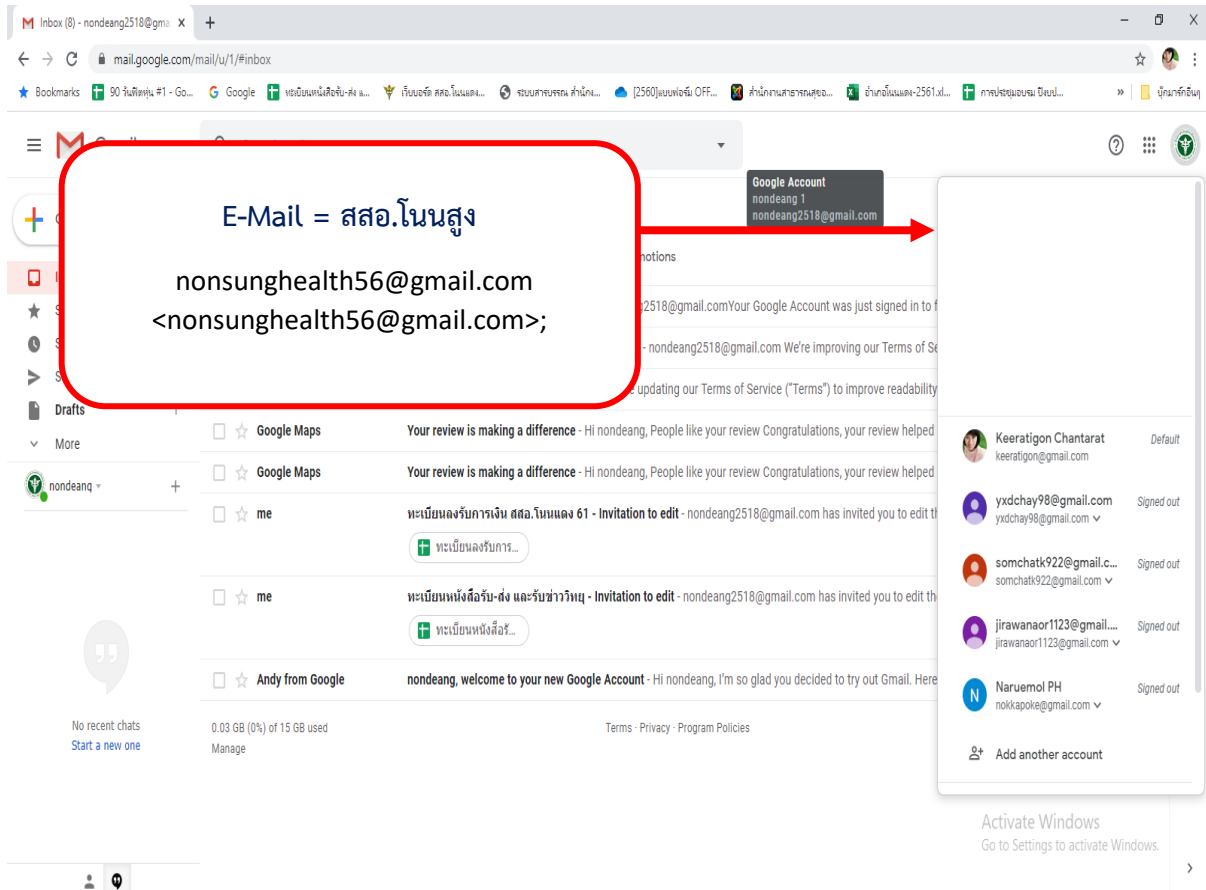 Inbox (8) - nondeang2518@gma
mail.google.com/mail/u/1/#inbox
Bookmarks
90 วันพิตหุ่น #1 - Go...
Google
ทะเบียนหนังสือรับ-ส่ง แ...
เว็บบอร์ด สสอ.โนนแดง...
ระบบสารบรรณ สำนักง...
[2560]แบบฟอร์ม OFF...
สำนักงานสาธารณสุขอ...
อำเภอโนนแดง-2561.xl...
การประชุมอบรม ปีงบป...
»
บุ๊กมาร์กอื่นๆ
Google Account
nondeang 1
nondeang2518@gmail.com
E-Mail = สสอ.โนนสูง
nonsunghealth56@gmail.com
<nonsunghealth56@gmail.com>;
Drafts
More
nondeang
g2518@gmail.comYour Google Account was just signed in to f
- nondeang2518@gmail.com We're improving our Terms of Se
updating our Terms of Service ("Terms") to improve readability
Google Maps Your review is making a difference - Hi nondeang, People like your review Congratulations, your review helped
Google Maps Your review is making a difference - Hi nondeang, People like your review Congratulations, your review helped
me ทะเบียนลงรับการเงิน สสอ.โนนแดง 61 - Invitation to edit - nondeang2518@gmail.com has invited you to edit th
ทะเบียนลงรับการ...
me ทะเบียนหนังสือรับ-ส่ง และรับข่าววิทยุ - Invitation to edit - nondeang2518@gmail.com has invited you to edit th
ทะเบียนหนังสือรั...
Andy from Google nondeang, welcome to your new Google Account - Hi nondeang, I'm so glad you decided to try out Gmail. Here
No recent chats
Start a new one
0.03 GB (0%) of 15 GB used
Manage
Terms - Privacy - Program Policies
Keeratigon Chantarat Default
keeratigon@gmail.com
yxdchay98@gmail.com Signed out
yxdchay98@gmail.com
somchatk922@gmail.c... Signed out
somchatk922@gmail.com
jirawanaor1123@gmail.... Signed out
jirawanaor1123@gmail.com
N
Naruemol PH Signed out
nokkapoke@gmail.com
Add another account
Activate Windows
Go to Settings to activate Windows.